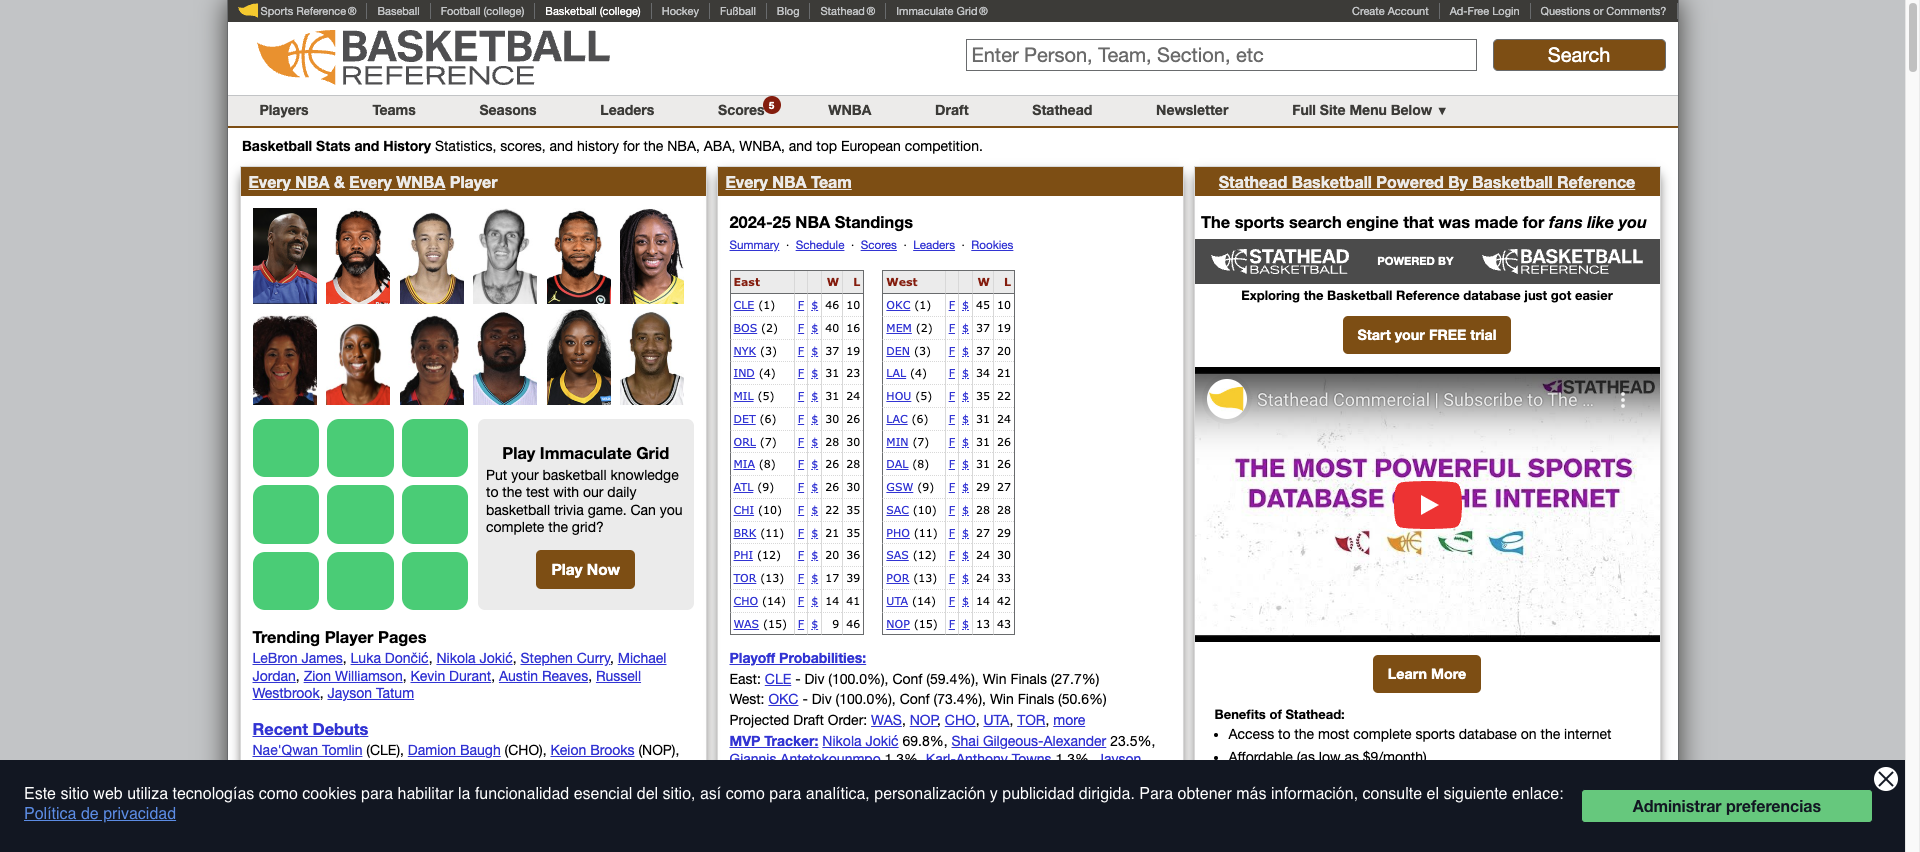 Sports Reference® Baseball Football (college) Basketball (college) Hockey Fußball Blog Stathead® Immaculate Grid® Create Account Ad-Free Login Questions or Comments?
BASKETBALL
REFERENCE
Enter Person, Team, Section, etc
Search
Players Teams Seasons Leaders Scores 5 WNBA Draft Stathead Newsletter Full Site Menu Below ▼
Basketball Stats and History Statistics, scores, and history for the NBA, ABA, WNBA, and top European competition.
Every NBA & Every WNBA Player
Play Immaculate Grid
Put your basketball knowledge
to the test with our daily
basketball trivia game. Can you
complete the grid?
Play Now
Trending Player Pages
LeBron James, Luka Dončić, Nikola Jokić, Stephen Curry, Michael
Jordan, Zion Williamson, Kevin Durant, Austin Reaves, Russell
Westbrook, Jayson Tatum
Recent Debuts
Nae'Qwan Tomlin (CLE), Damion Baugh (CHO), Keion Brooks (NOP),
Every NBA Team
2024-25 NBA Standings
Summary · Schedule · Scores · Leaders · Rookies
East W L
CLE (1) F $ 46 10
BOS (2) F $ 40 16
NYK (3) F $ 37 19
IND (4) F $ 31 23
MIL (5) F $ 31 24
DET (6) F $ 30 26
ORL (7) F $ 28 30
MIA (8) F $ 26 28
ATL (9) F $ 26 30
CHI (10) F $ 22 35
BRK (11) F $ 21 35
PHI (12) F $ 20 36
TOR (13) F $ 17 39
CHO (14) F $ 14 41
WAS (15) F $ 9 46
West W L
OKC (1) F $ 45 10
MEM (2) F $ 37 19
DEN (3) F $ 37 20
LAL (4) F $ 34 21
HOU (5) F $ 35 22
LAC (6) F $ 31 24
MIN (7) F $ 31 26
DAL (8) F $ 31 26
GSW (9) F $ 29 27
SAC (10) F $ 28 28
PHO (11) F $ 27 29
SAS (12) F $ 24 30
POR (13) F $ 24 33
UTA (14) F $ 14 42
NOP (15) F $ 13 43
Playoff Probabilities:
East: CLE - Div (100.0%), Conf (59.4%), Win Finals (27.7%)
West: OKC - Div (100.0%), Conf (73.4%), Win Finals (50.6%)
Projected Draft Order: WAS, NOP, CHO, UTA, TOR, more
MVP Tracker: Nikola Jokić 69.8%, Shai Gilgeous-Alexander 23.5%,
Giannis Antetokounmpo 1.3%, Karl-Anthony Towns 1.3%, Jayson
Stathead Basketball Powered By Basketball Reference
The sports search engine that was made for fans like you
STATHEAD
BASKETBALL
POWERED BY
BASKETBALL
REFERENCE
Exploring the Basketball Reference database just got easier
Start your FREE trial
STATHEAD
Stathead Commercial | Subscribe to The ...
THE MOST POWERFUL SPORTS
DATABASE THE INTERNET
Learn More
Benefits of Stathead:
• Access to the most complete sports database on the internet
• Affordable (as low as $9/month)
Este sitio web utiliza tecnologías como cookies para habilitar la funcionalidad esencial del sitio, así como para analítica, personalización y publicidad dirigida. Para obtener más información, consulte el siguiente enlace:
Política de privacidad
Administrar preferencias